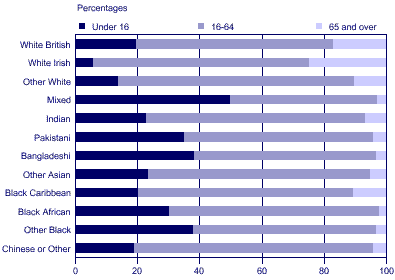 Percentages
Under 16 16-64 65 and over
White British
White Irish
Other White
Mixed
Indian
Pakistani
Bangladeshi
Other Asian
Black Caribbean
Black African
Other Black
Chinese or Other
0 20 40 60 80 100